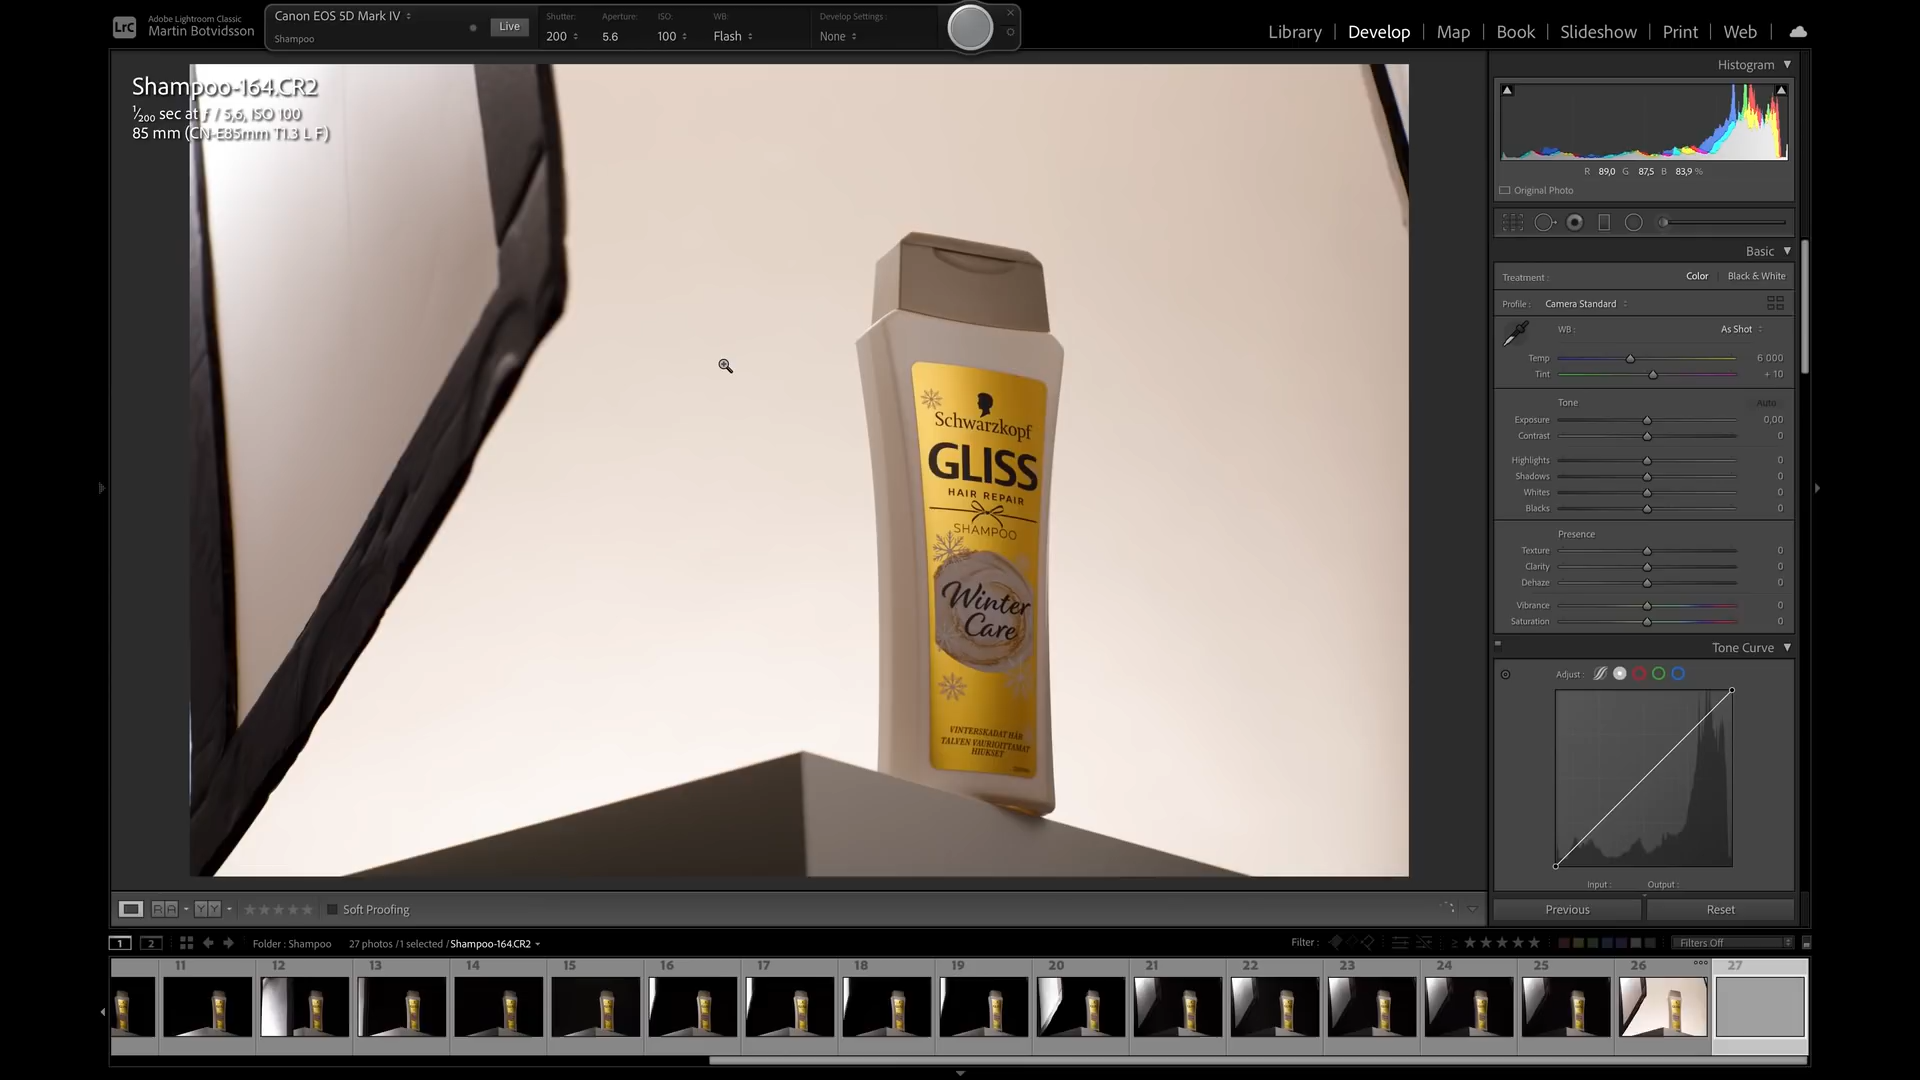 Lrc
Adobe Lightroom Classic
Martin Botvidsson
Canon EOS 5D Mark IV
Shampoo
Live
Shutter:
200
Aperture:
5.6
ISO:
100
WB:
Flash
Develop Settings :
None
Library | Develop | Map | Book | Slideshow | Print | Web
Shampoo-164.CR2
1/200 sec at f / 5,6, ISO 100
85 mm (CN-E85mm T1.3 L F)
Schwarzkopf
GLISS
HAIR REPAIR
SHAMPOO
Winter
Care
VINTERSKADAT HÅR
TALVEN VAURIOITTAMAT
HIUKSET
Histogram
R 89,0 G 87,5 B 83,9 %
Original Photo
Basic
Treatment : Color | Black & White
Profile : Camera Standard
WB : As Shot
Temp 6 000
Tint + 10
Tone Auto
Exposure 0,00
Contrast 0
Highlights 0
Shadows 0
Whites 0
Blacks 0
Presence
Texture 0
Clarity 0
Dehaze 0
Vibrance 0
Saturation 0
Tone Curve
Adjust :
Input : Output :
Previous Reset
Soft Proofing
1 2 Folder : Shampoo 27 photos /1 selected /Shampoo-164.CR2
Filter : Filters Off
11 12 13 14 15 16 17 18 19 20 21 22 23 24 25 26 27